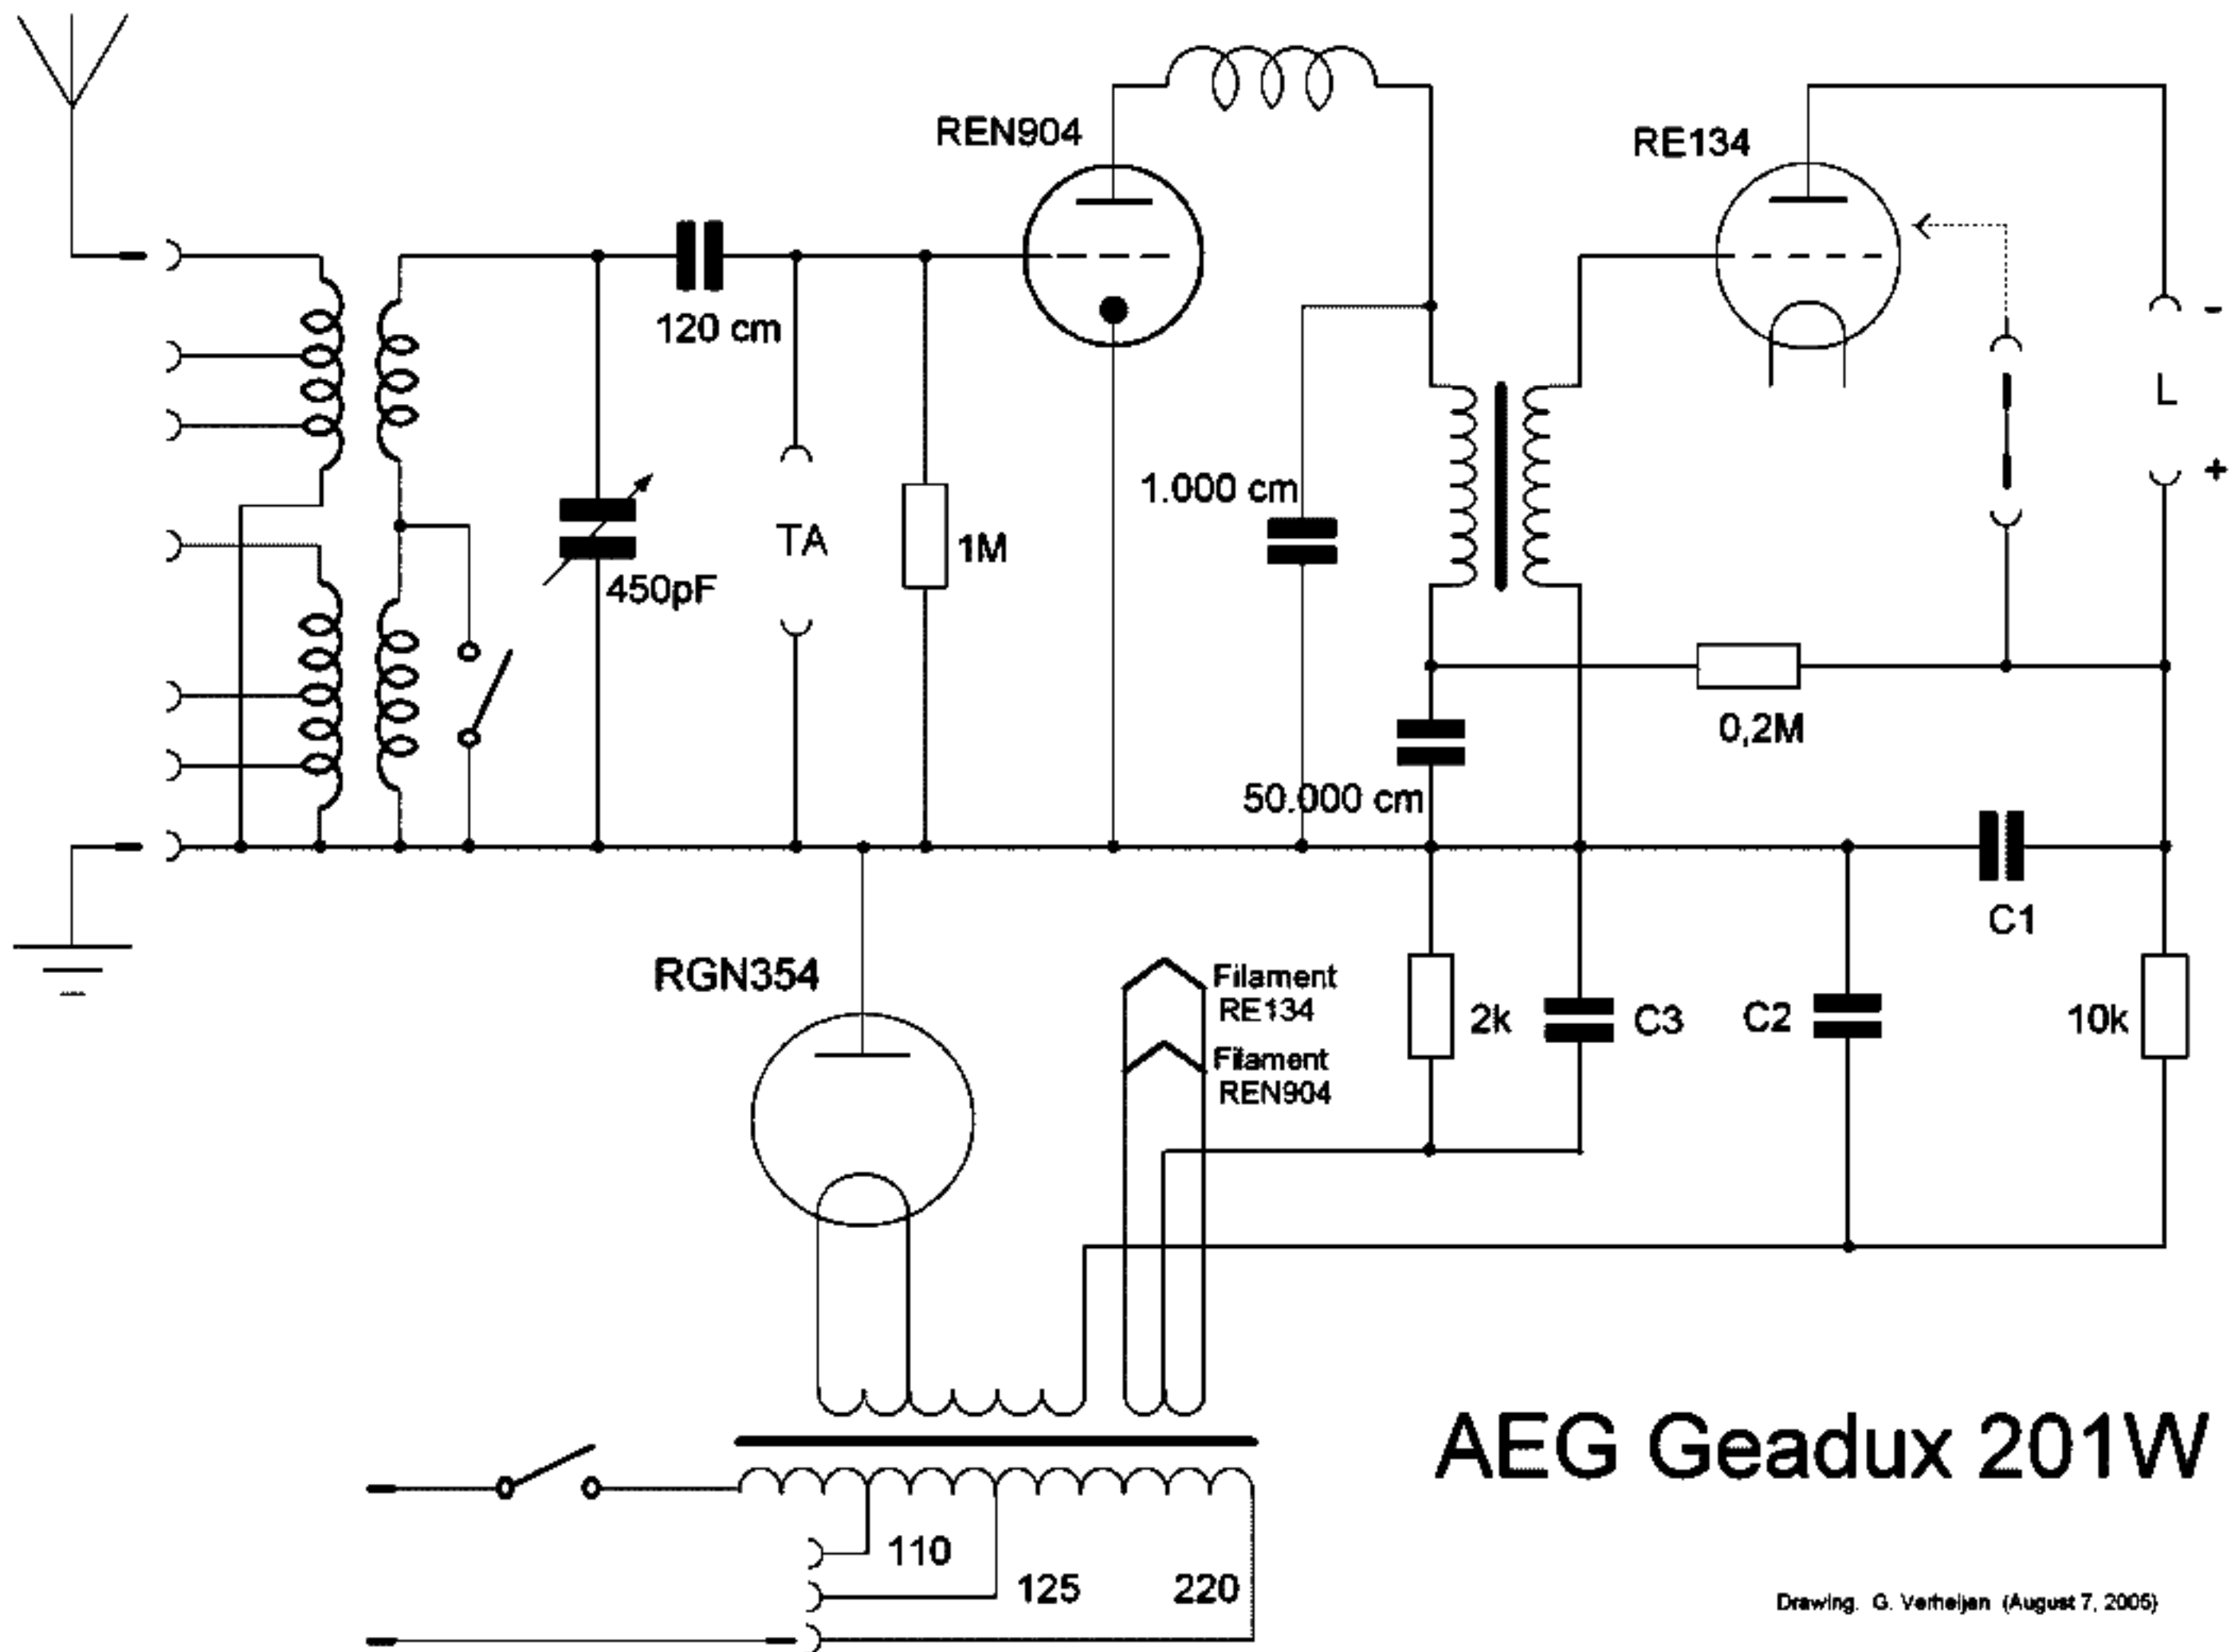 REN904
RE134
120 cm
-
L
+
1.000 cm
TA
1M
450pF
0,2M
50.000 cm
C1
RGN354
Filament
RE134
2k
C3
C2
10k
Filament
REN904
AEG Geadux 201W
110
125
220
Drawing. G. Verheijen (August 7, 2005)